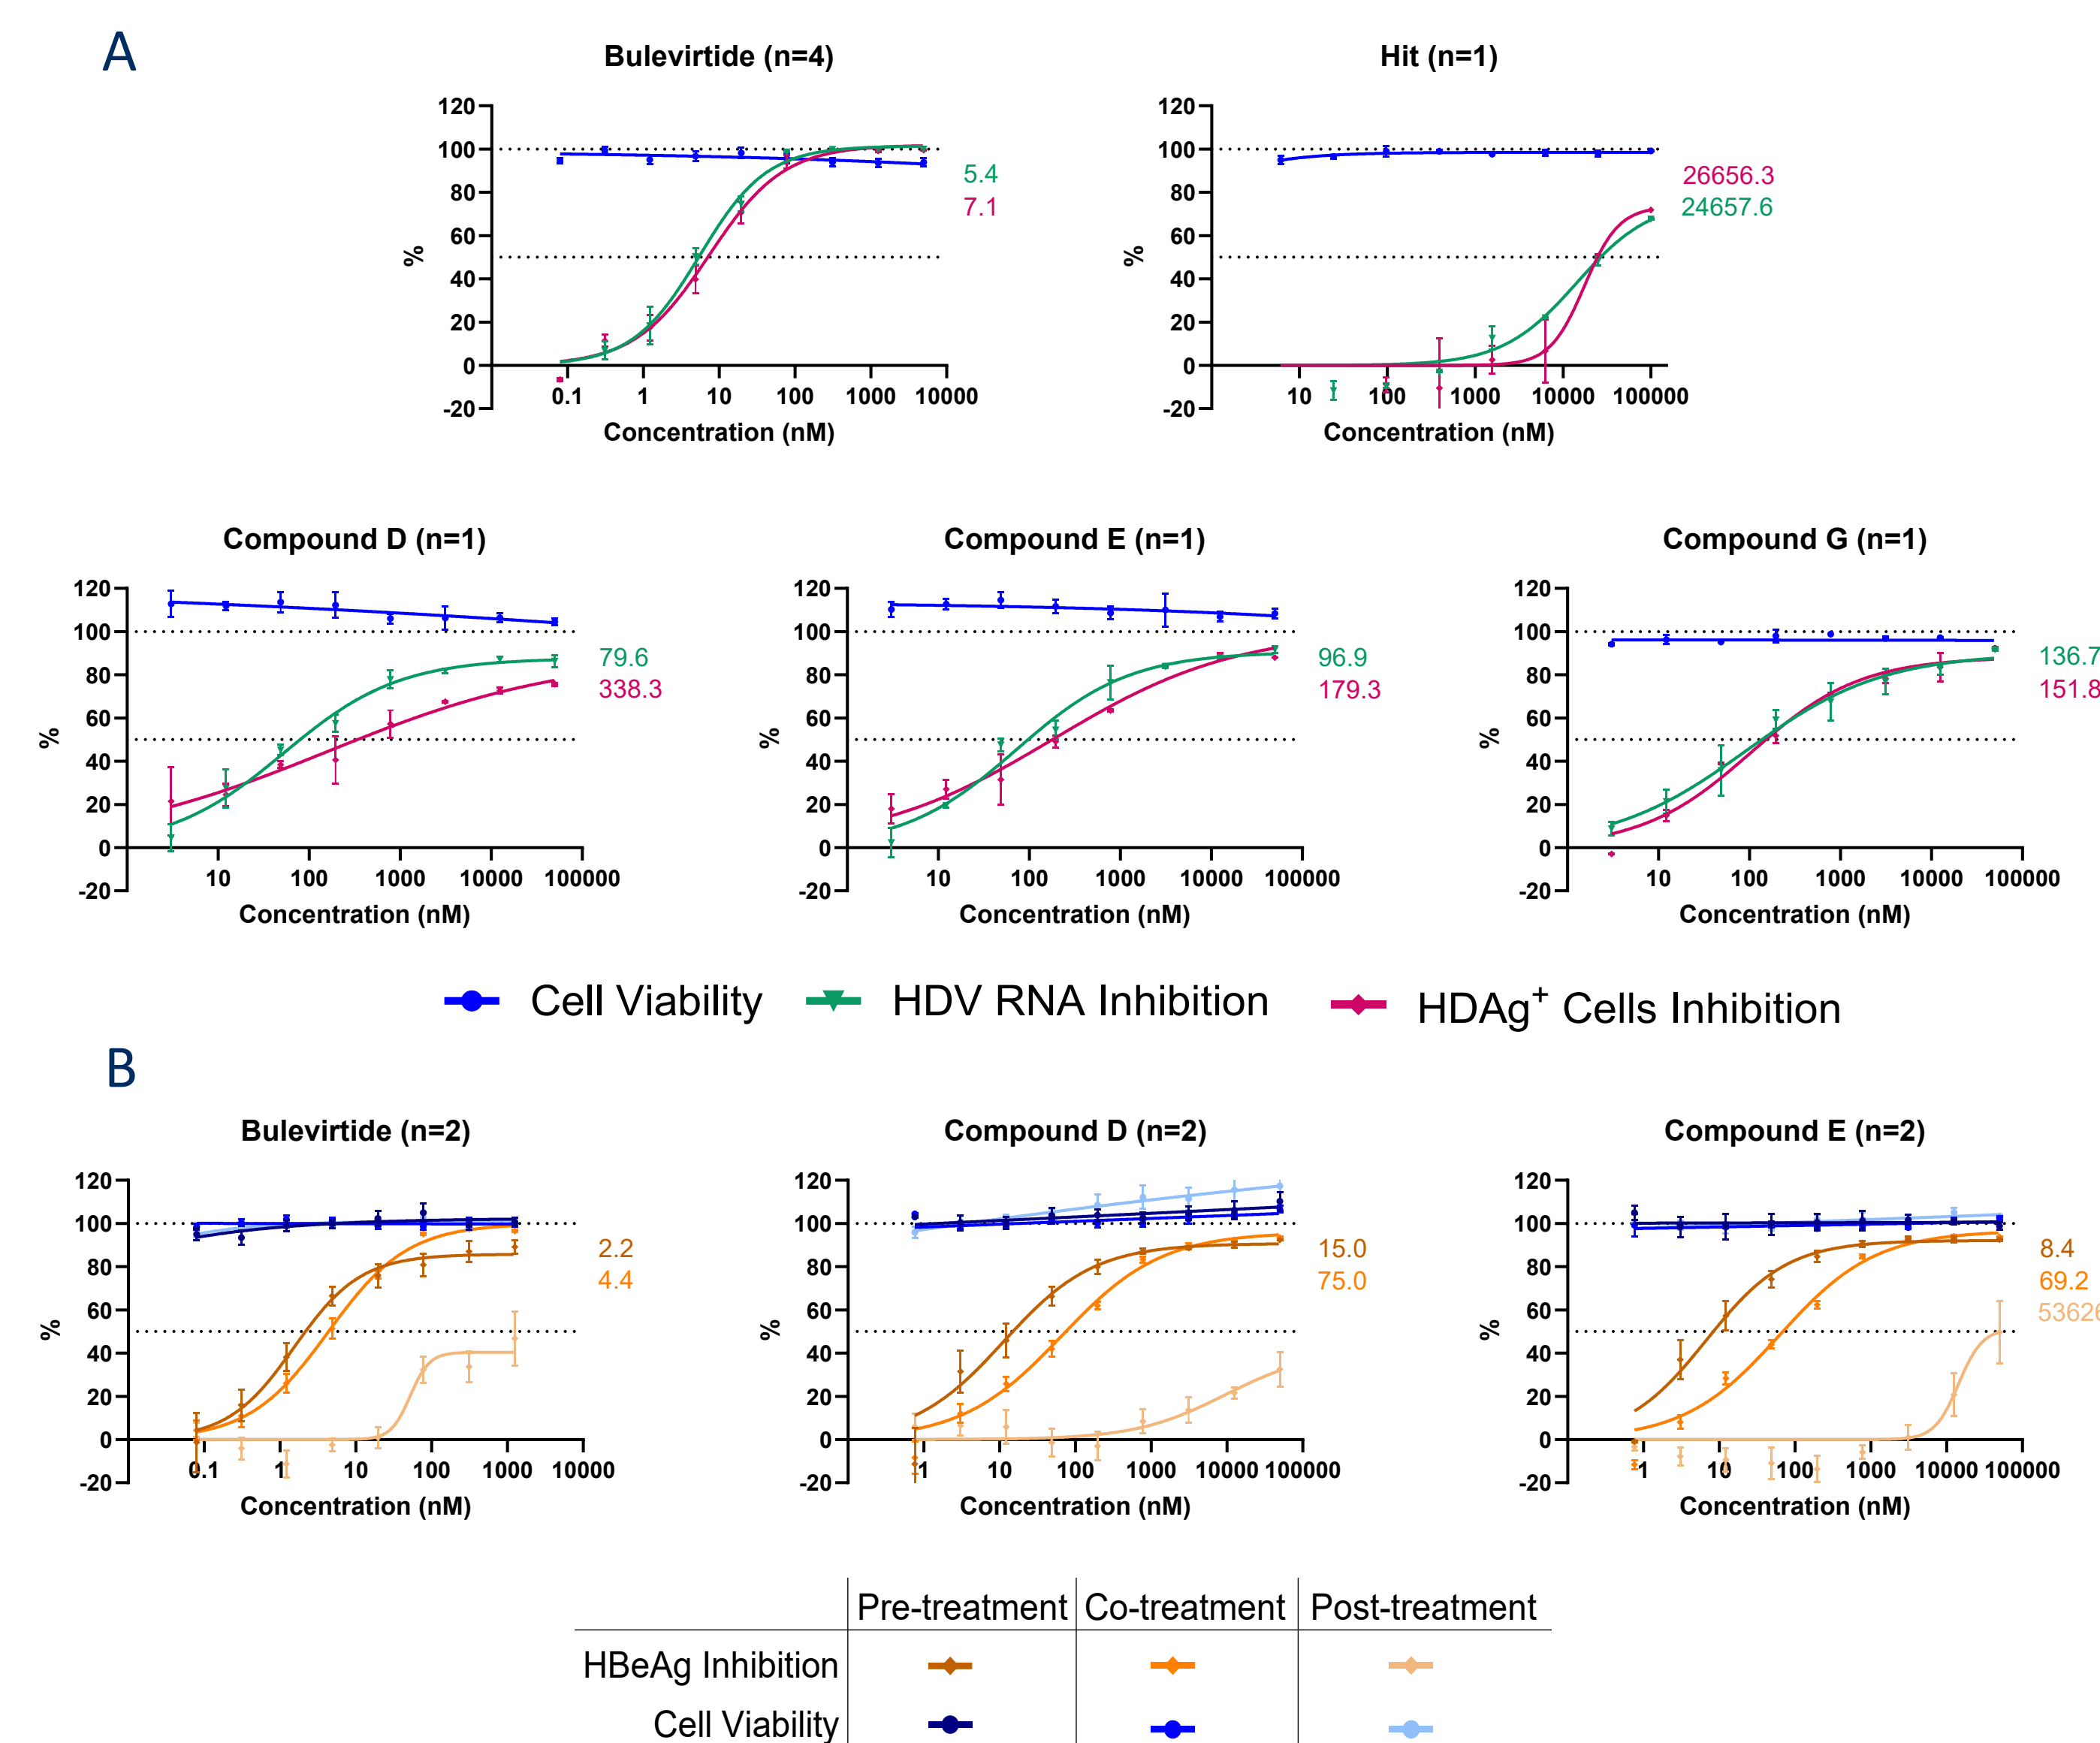 A
Bulevirtide (n=4)
120
100
80
60
40
20
0
-20
%
0.1 1 10 100 1000 10000
Concentration (nM)
5.4
7.1
Hit (n=1)
120
100
80
60
40
20
0
-20
%
10 100 1000 10000 100000
Concentration (nM)
26656.3
24657.6
Compound D (n=1)
120
100
80
60
40
20
0
-20
%
10 100 1000 10000 100000
Concentration (nM)
79.6
338.3
Compound E (n=1)
120
100
80
60
40
20
0
-20
%
10 100 1000 10000 100000
Concentration (nM)
96.9
179.3
Compound G (n=1)
120
100
80
60
40
20
0
-20
%
10 100 1000 10000 100000
Concentration (nM)
136.7
151.8
Cell Viability HDV RNA Inhibition HDAg⁺ Cells Inhibition
B
Bulevirtide (n=2)
120
100
80
60
40
20
0
-20
%
0.1 1 10 100 1000 10000
Concentration (nM)
2.2
4.4
Compound D (n=2)
120
100
80
60
40
20
0
-20
%
1 10 100 1000 10000 100000
Concentration (nM)
15.0
75.0
Compound E (n=2)
120
100
80
60
40
20
0
-20
%
1 10 100 1000 10000 100000
Concentration (nM)
8.4
69.2
Pre-treatment Co-treatment Post-treatment
HBeAg Inhibition
Cell Viability